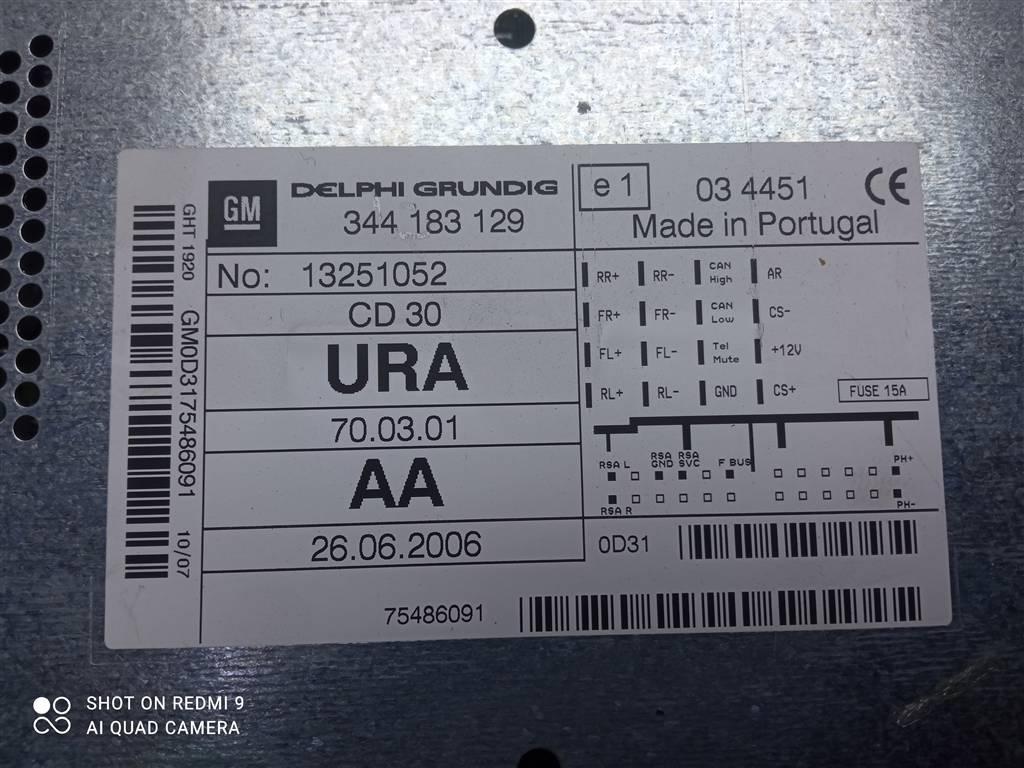 GHT 1920 GM0D3175486091 10/07
GM
DELPHI GRUNDIG
344 183 129
e1
03 4451
CE
Made in Portugal
No: 13251052
CD 30
URA
70.03.01
AA
26.06.2006
RR+ RR- CAN High AR
FR+ FR- CAN Low CS-
FL+ FL- Tel Mute +12V
RL+ RL- GND CS+
FUSE 15A
RSA L RSA GND RSA SVC F BUS PH+
RSA R PH-
0D31
75486091
SHOT ON REDMI 9
AI QUAD CAMERA